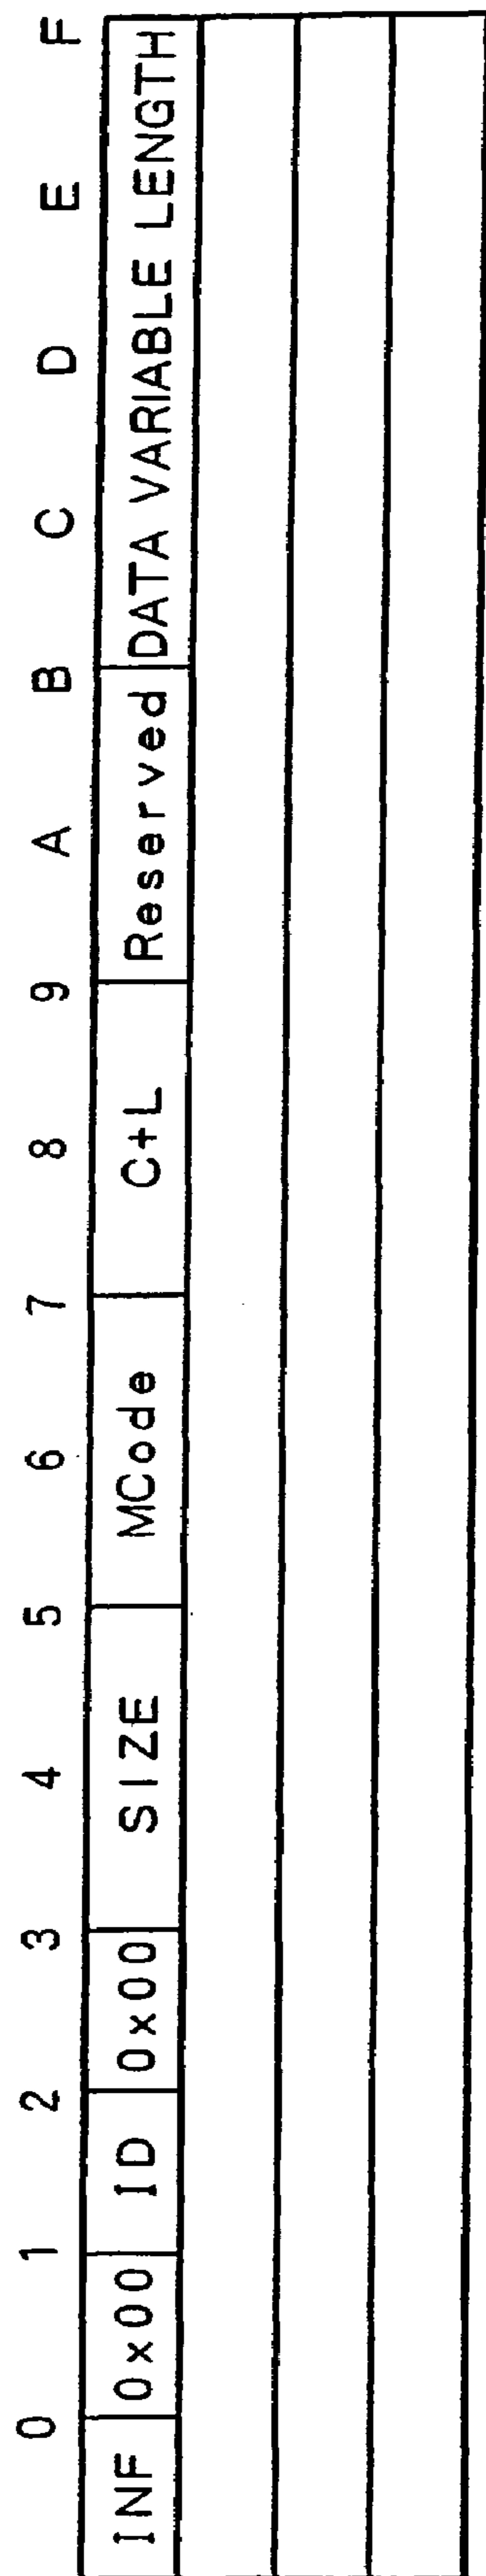 0 1 2 3 4 5 6 7 8 9 A B C D E F
INF 0x00 ID 0x00 SIZE MCode C+L Reserved DATA VARIABLE LENGTH